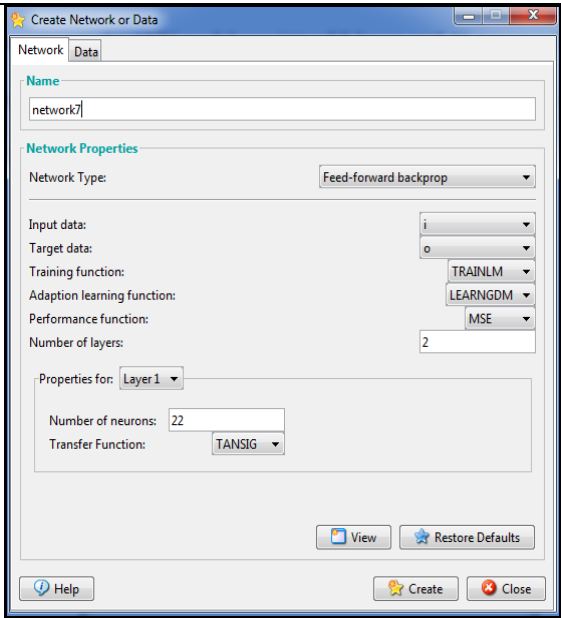 Create Network or Data
Network Data
Name
network7
Network Properties
Network Type: Feed-forward backprop
Input data: i
Target data: o
Training function: TRAINLM
Adaption learning function: LEARNGDM
Performance function: MSE
Number of layers: 2
Properties for: Layer 1
Number of neurons: 22
Transfer Function: TANSIG
View Restore Defaults
Help Create Close